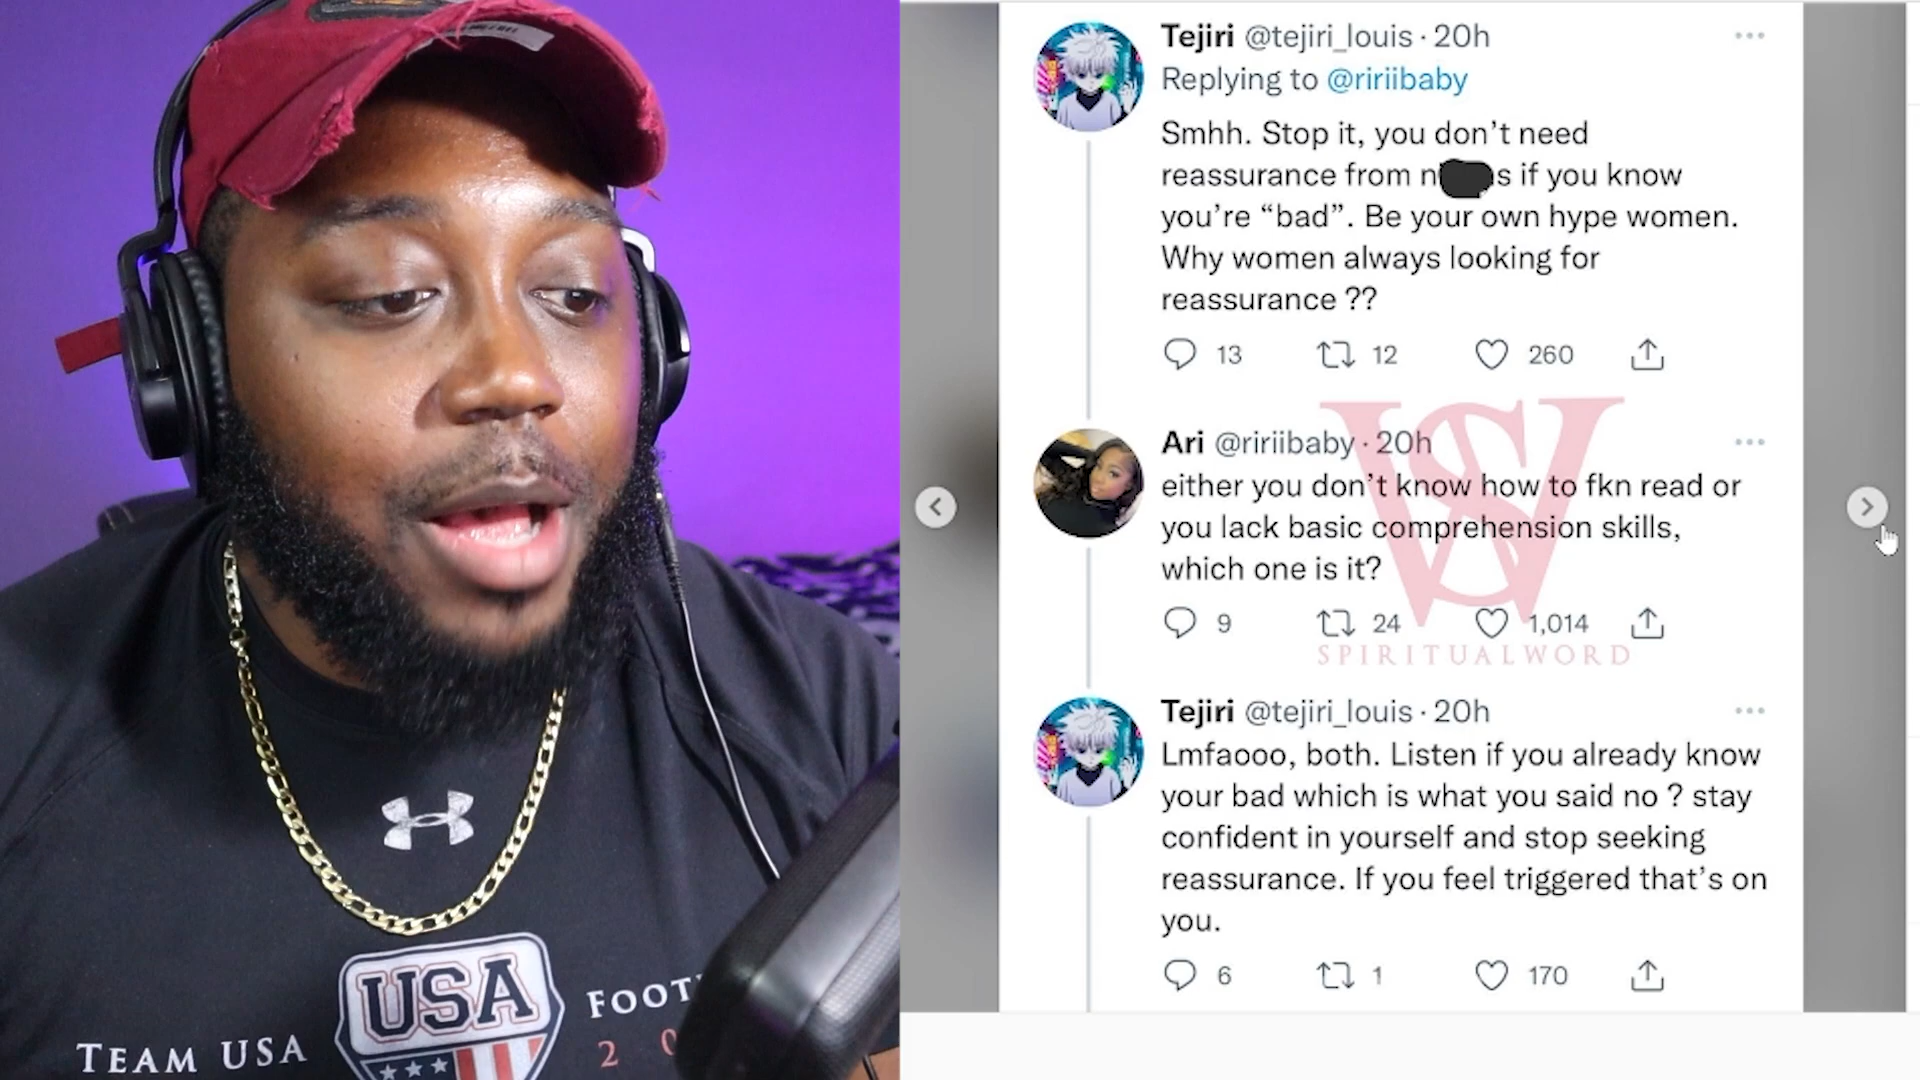 Tejiri @tejiri_louis · 20h
Replying to @ririibaby
Smhh. Stop it, you don't need
reassurance from n s if you know
you're "bad". Be your own hype women.
Why women always looking for
reassurance ??
13 12 260
Ari @ririibaby · 20h
either you don't know how to fkn read or
you lack basic comprehension skills,
which one is it?
9 24 1,014
SW
SPIRITUALWORD
Tejiri @tejiri_louis · 20h
Lmfaooo, both. Listen if you already know
your bad which is what you said no ? stay
confident in yourself and stop seeking
reassurance. If you feel triggered that's on
you.
6 1 170
USA
TEAM USA FOOT
2 0